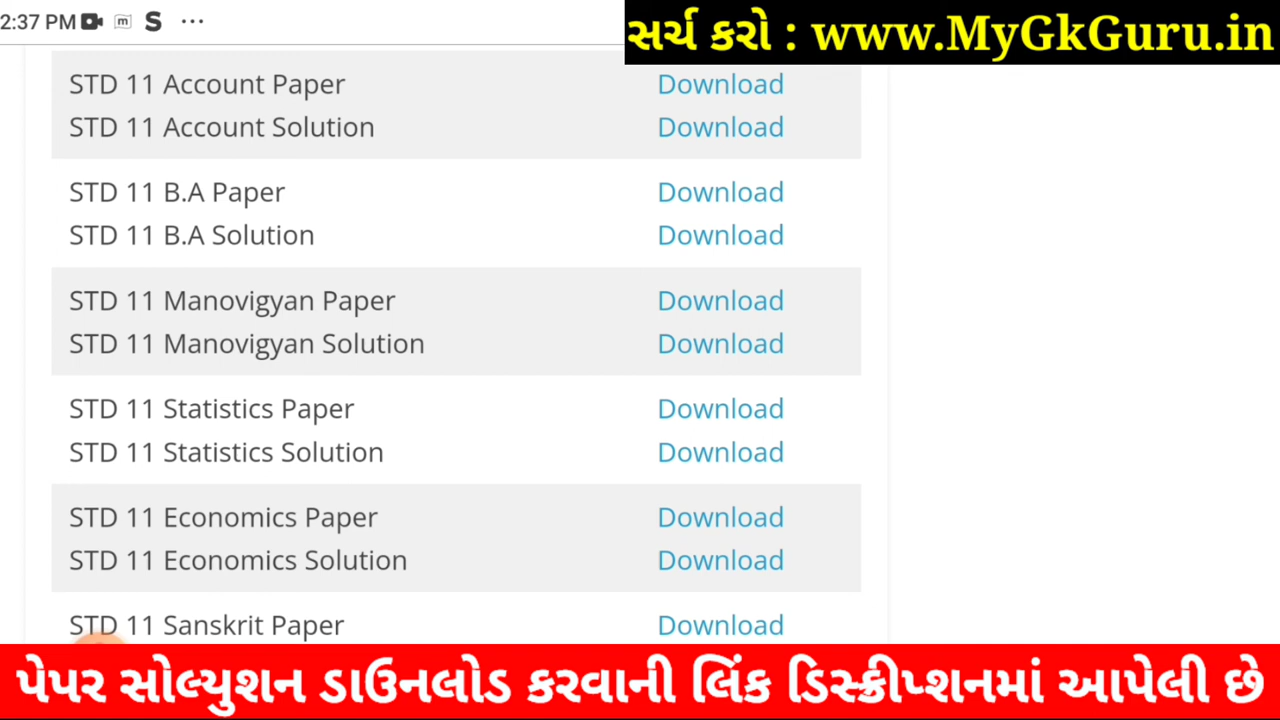 2:37 PM m S ...
સર્ચ કરો : www.MyGkGuru.in
STD 11 Account Paper Download
STD 11 Account Solution Download
STD 11 B.A Paper Download
STD 11 B.A Solution Download
STD 11 Manovigyan Paper Download
STD 11 Manovigyan Solution Download
STD 11 Statistics Paper Download
STD 11 Statistics Solution Download
STD 11 Economics Paper Download
STD 11 Economics Solution Download
STD 11 Sanskrit Paper Download
પેપર સોલ્યુશન ડાઉનલોડ કરવાની લિંક ડિસ્ક્રીપ્શનમાં આપેલી છે